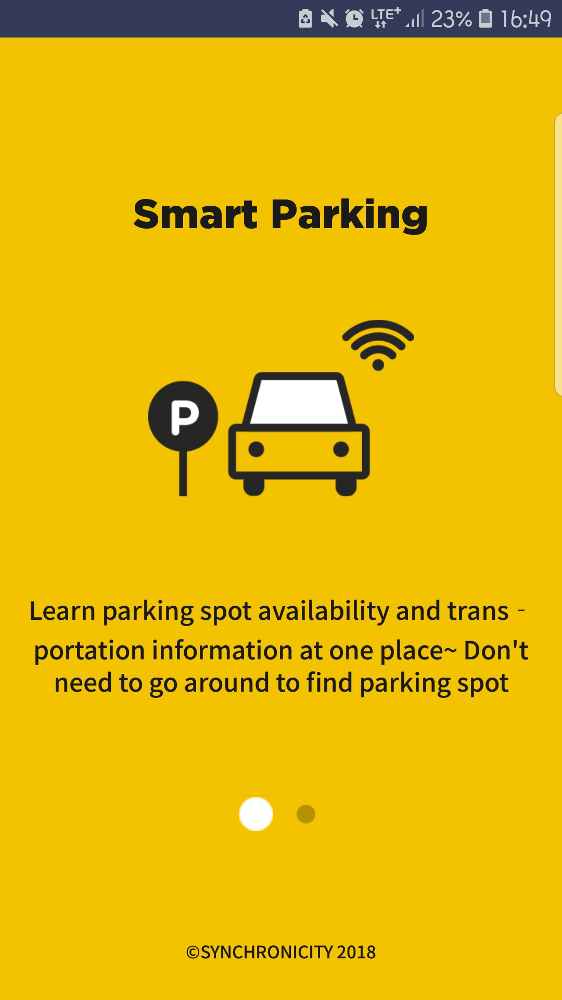 LTE+ 23% 16:49
Smart Parking
P
Learn parking spot availability and trans -
portation information at one place~ Don't
need to go around to find parking spot
©SYNCHRONICITY 2018